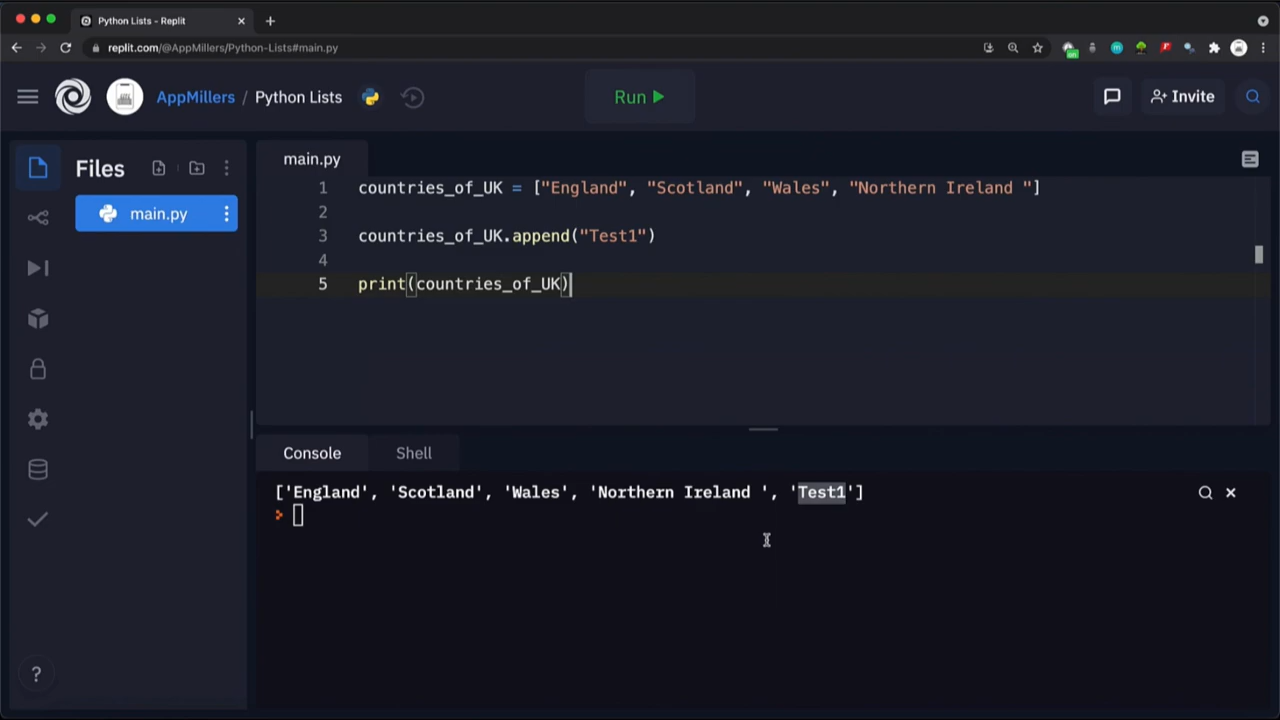 Python Lists - Replit
replit.com/@AppMillers/Python-Lists#main.py
AppMillers / Python Lists
Run
Invite
Files
main.py
main.py
1 countries_of_UK = ["England", "Scotland", "Wales", "Northern Ireland "]
2
3 countries_of_UK.append("Test1")
4
5 print(countries_of_UK)
Console
Shell
['England', 'Scotland', 'Wales', 'Northern Ireland ', 'Test1']
>
?